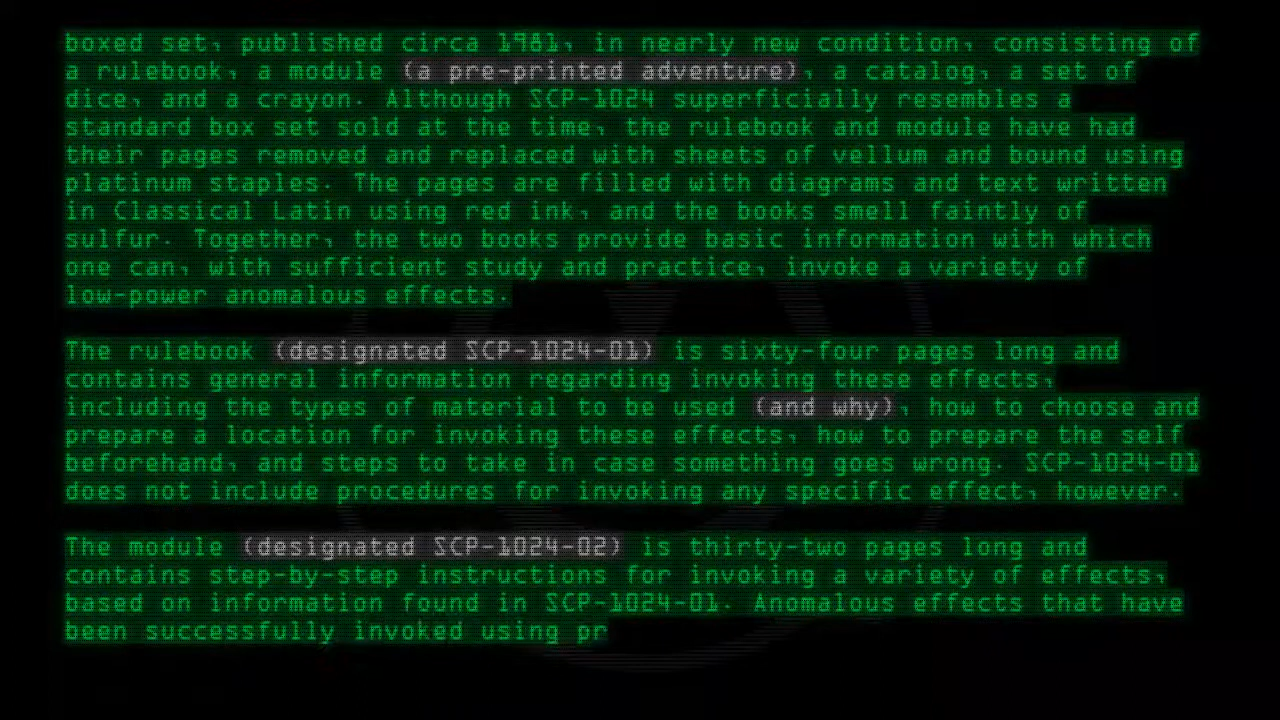 boxed set, published circa 1981, in nearly new condition, consisting of
a rulebook, a module (a pre-printed adventure), a catalog, a set of
dice, and a crayon. Although SCP-1024 superficially resembles a
standard box set sold at the time, the rulebook and module have had
their pages removed and replaced with sheets of vellum and bound using
platinum staples. The pages are filled with diagrams and text written
in Classical Latin using red ink, and the books smell faintly of
sulfur. Together, the two books provide basic information with which
one can, with sufficient study and practice, invoke a variety of
low-power anomalous effects.
The rulebook (designated SCP-1024-01) is sixty-four pages long and
contains general information regarding invoking these effects,
including the types of material to be used (and why), how to choose and
prepare a location for invoking these effects, how to prepare the self
beforehand, and steps to take in case something goes wrong. SCP-1024-01
does not include procedures for invoking any specific effect, however.
The module (designated SCP-1024-02) is thirty-two pages long and
contains step-by-step instructions for invoking a variety of effects,
based on information found in SCP-1024-01. Anomalous effects that have
been successfully invoked using pr